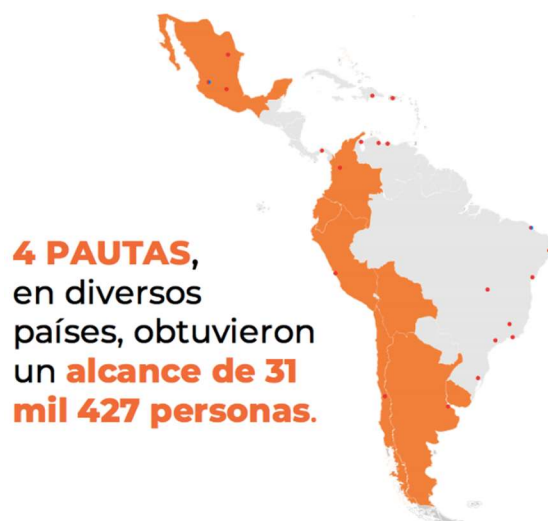 4 PAUTAS,
en diversos
países, obtuvieron
un alcance de 31
mil 427 personas.